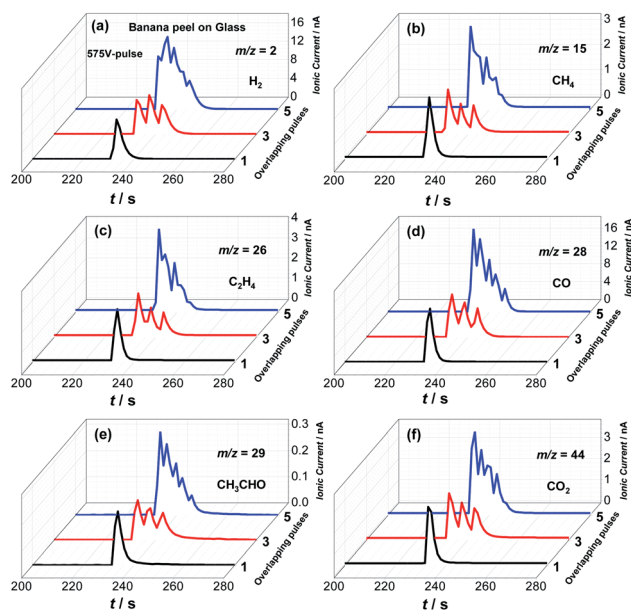 (a)
Banana peel on Glass
575V-pulse
m/z = 2
H₂
16
12
8
4
0
Ionic Current / nA
5
3
1
Overlapping pulses
200
220
240
260
280
300
t / s
(b)
m/z = 15
CH₄
3
2
1
0
Ionic Current / nA
5
3
1
Overlapping pulses
200
220
240
260
280
300
t / s
(c)
m/z = 26
C₂H₄
4
3
2
1
0
Ionic Current / nA
5
3
1
Overlapping pulses
200
220
240
260
280
300
t / s
(d)
m/z = 28
CO
16
12
8
4
0
Ionic Current / nA
5
3
1
Overlapping pulses
200
220
240
260
280
300
t / s
(e)
m/z = 29
CH₃CHO
0.3
0.2
0.1
0.0
Ionic Current / nA
5
3
1
Overlapping pulses
200
220
240
260
280
300
t / s
(f)
m/z = 44
CO₂
3
2
1
0
Ionic Current / nA
5
3
1
Overlapping pulses
200
220
240
260
280
300
t / s